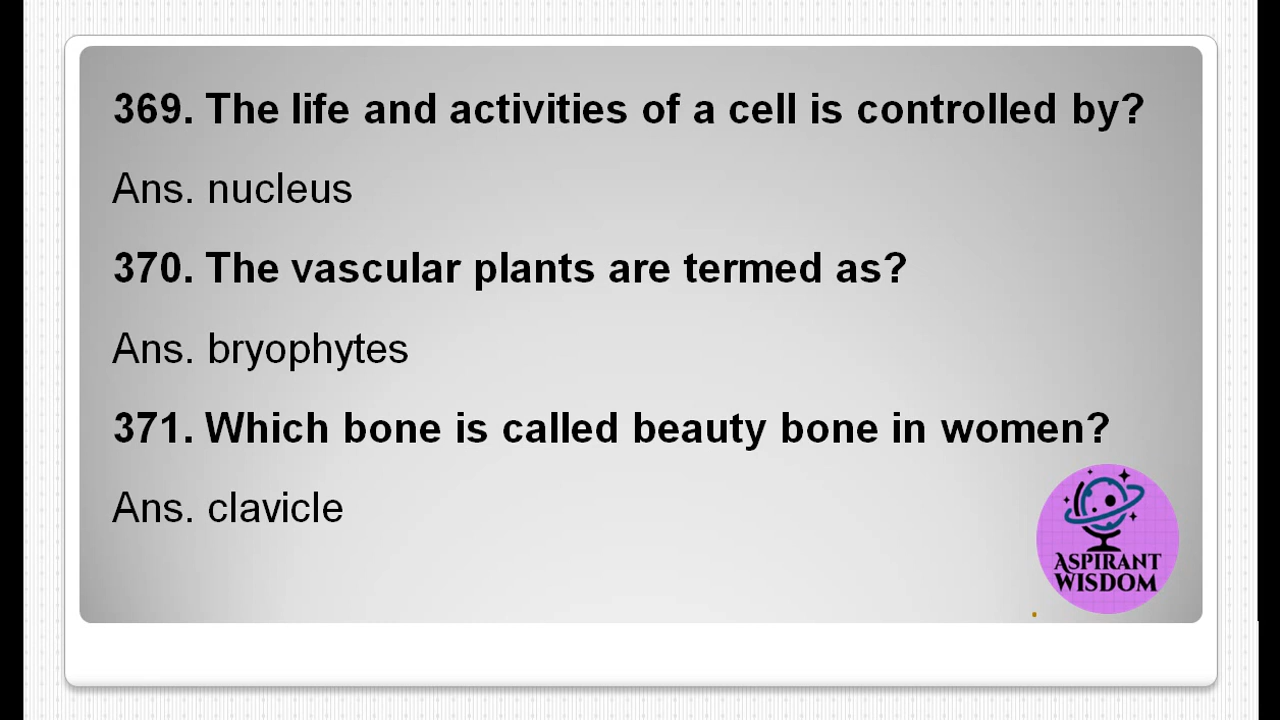 369. The life and activities of a cell is controlled by?
Ans. nucleus
370. The vascular plants are termed as?
Ans. bryophytes
371. Which bone is called beauty bone in women?
Ans. clavicle
ASPIRANT
WISDOM